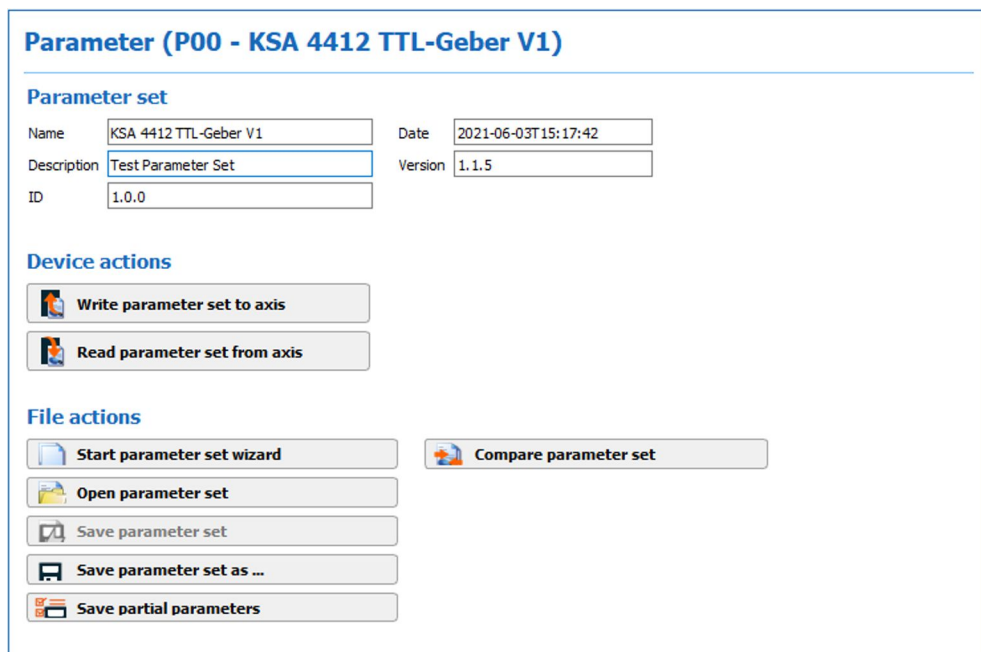 Parameter (P00 - KSA 4412 TTL-Geber V1)
Parameter set
Name KSA 4412 TTL-Geber V1 Date 2021-06-03T15:17:42
Description Test Parameter Set Version 1.1.5
ID 1.0.0
Device actions
Write parameter set to axis
Read parameter set from axis
File actions
Start parameter set wizard Compare parameter set
Open parameter set
Save parameter set
Save parameter set as ...
Save partial parameters